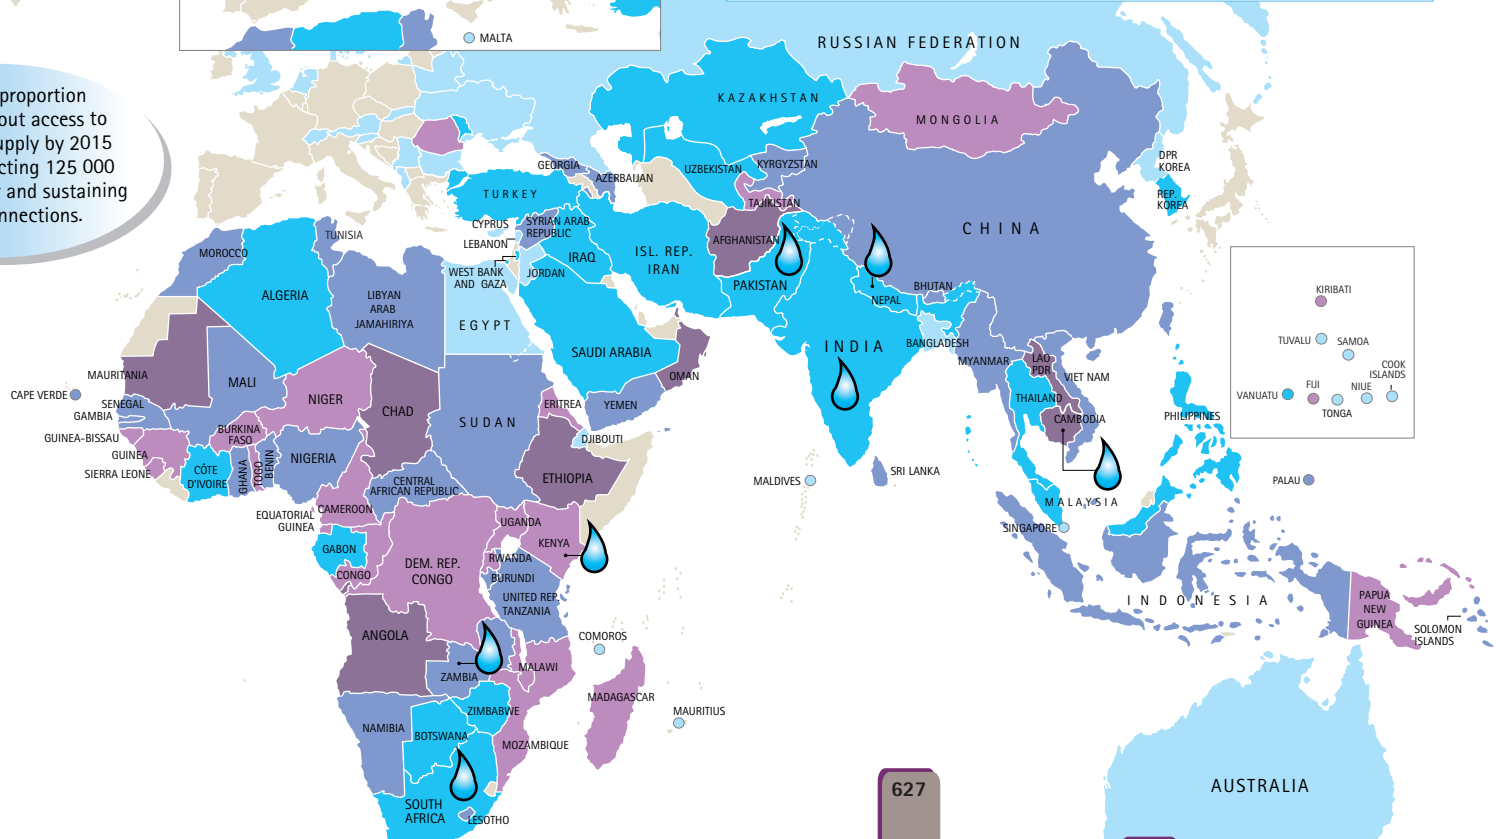 MALTA
RUSSIAN FEDERATION
proportion
out access to
upply by 2015
cting 125 000
and sustaining
nnections.
KAZAKHSTAN
MONGOLIA
DPR
KOREA
REP.
KOREA
GEORGIA
AZERBAIJAN
UZBEKISTAN
KYRGYZSTAN
TAJIKISTAN
TURKEY
CYPRUS
SYRIAN ARAB
REPUBLIC
LEBANON
WEST BANK
AND GAZA
JORDAN
IRAQ
ISL. REP.
IRAN
AFGHANISTAN
PAKISTAN
CHINA
NEPAL
BHUTAN
BANGLADESH
INDIA
MYANMAR
LAO
PDR
VIET NAM
THAILAND
CAMBODIA
PHILIPPINES
MALAYSIA
SINGAPORE
INDONESIA
PALAU
SRI LANKA
MALDIVES
KIRIBATI
TUVALU
SAMOA
COOK
ISLANDS
VANUATU
FIJI
NIUE
TONGA
PAPUA
NEW
GUINEA
SOLOMON
ISLANDS
AUSTRALIA
MOROCCO
TUNISIA
ALGERIA
LIBYAN
ARAB
JAMAHIRIYA
EGYPT
SAUDI ARABIA
OMAN
YEMEN
MAURITANIA
CAPE VERDE
SENEGAL
GAMBIA
GUINEA-BISSAU
GUINEA
SIERRA LEONE
MALI
NIGER
CHAD
SUDAN
ERITREA
DJIBOUTI
ETHIOPIA
BURKINA
FASO
CÔTE
D'IVOIRE
GHANA
TOGO
BENIN
NIGERIA
CENTRAL
AFRICAN REPUBLIC
CAMEROON
EQUATORIAL
GUINEA
GABON
CONGO
DEM. REP.
CONGO
UGANDA
KENYA
RWANDA
BURUNDI
UNITED REP.
TANZANIA
ANGOLA
ZAMBIA
MALAWI
COMOROS
MADAGASCAR
MAURITIUS
ZIMBABWE
NAMIBIA
BOTSWANA
MOZAMBIQUE
SOUTH
AFRICA
LESOTHO
627